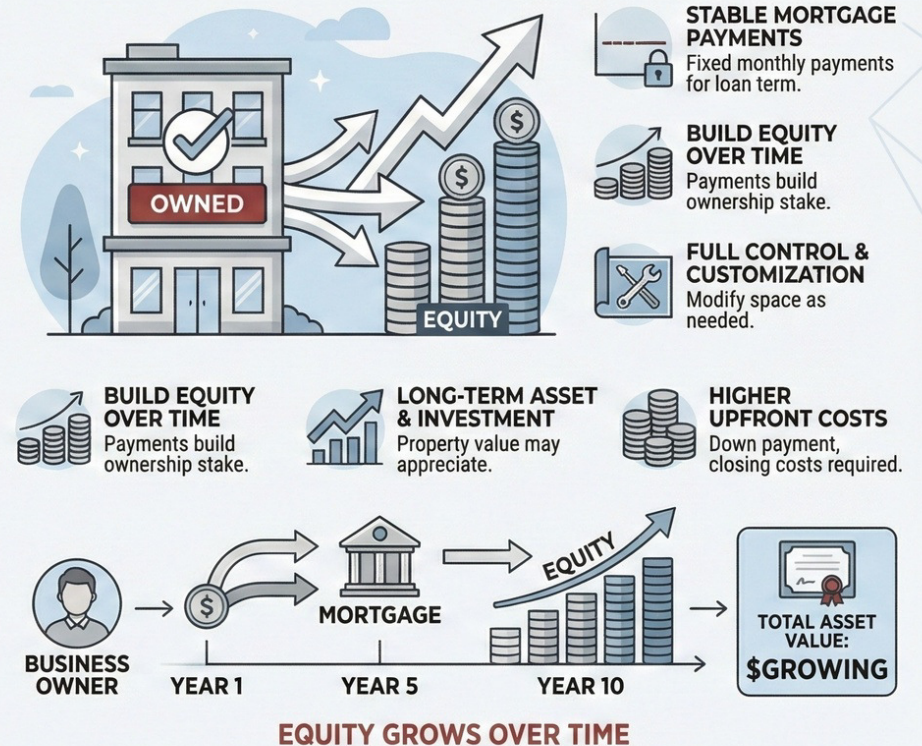 STABLE MORTGAGE
PAYMENTS
Fixed monthly payments
for loan term.
$
$
OWNED
EQUITY
BUILD EQUITY
OVER TIME
Payments build
ownership stake.
FULL CONTROL &
CUSTOMIZATION
Modify space as
needed.
BUILD EQUITY
OVER TIME
Payments build
ownership stake.
LONG-TERM ASSET
& INVESTMENT
Property value may
appreciate.
HIGHER
UPFRONT COSTS
Down payment,
closing costs required.
BUSINESS
OWNER
$
YEAR 1
MORTGAGE
YEAR 5
EQUITY
YEAR 10
TOTAL ASSET
VALUE:
$GROWING
EQUITY GROWS OVER TIME